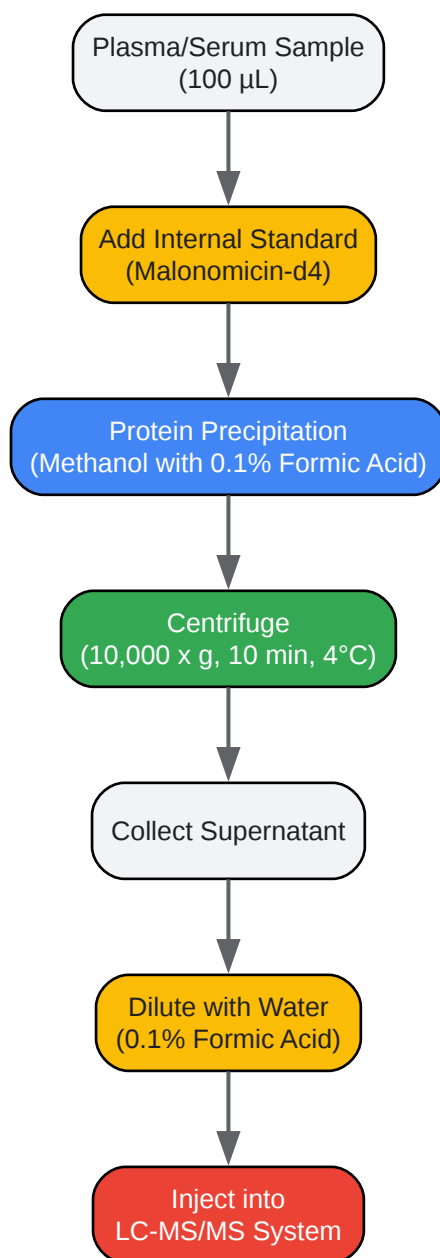 Plasma/Serum Sample
(100 µL)
Add Internal Standard
(Malonomicin-d4)
Protein Precipitation
(Methanol with 0.1% Formic Acid)
Centrifuge
(10,000 x g, 10 min, 4°C)
Collect Supernatant
Dilute with Water
(0.1% Formic Acid)
Inject into
LC-MS/MS System